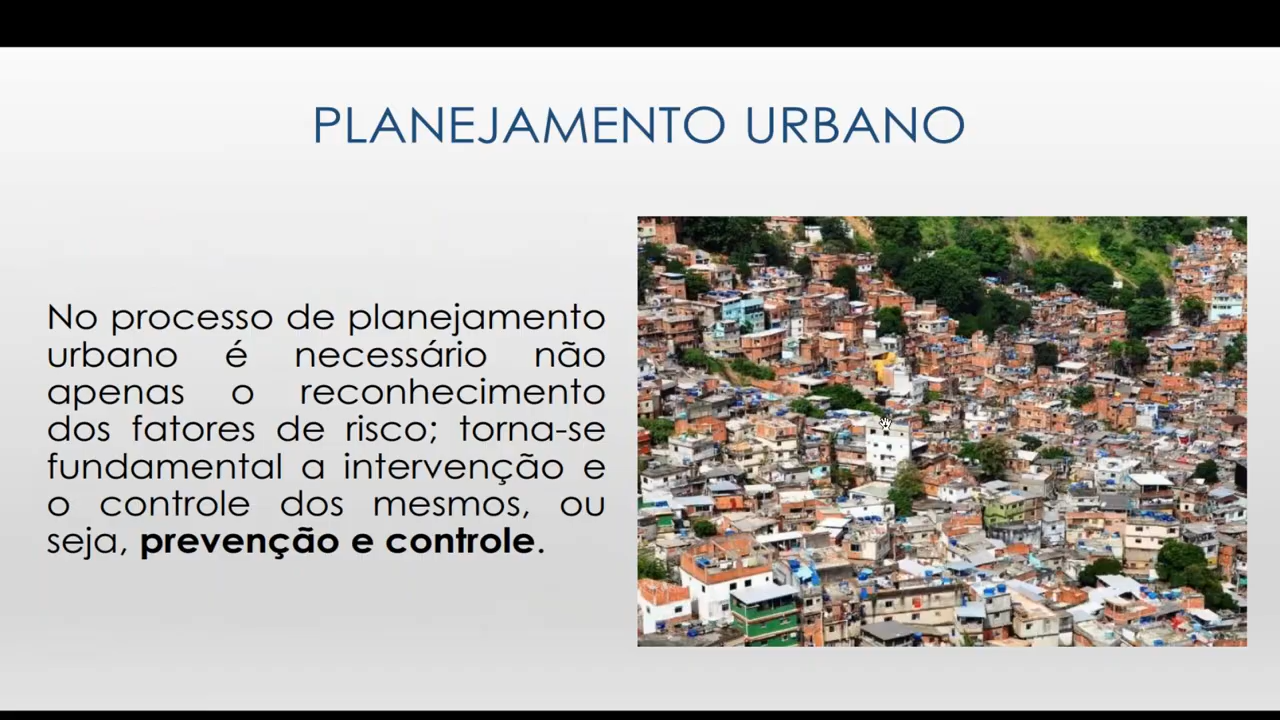 PLANEJAMENTO URBANO
No processo de planejamento
urbano é necessário não
apenas o reconhecimento
dos fatores de risco; torna-se
fundamental a intervenção e
o controle dos mesmos, ou
seja, prevenção e controle.